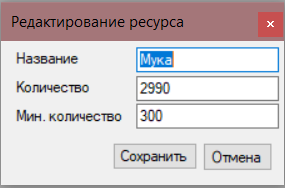 Редактирование ресурса
Название Мука
Количество 2990
Мин. количество 300
Сохранить Отмена